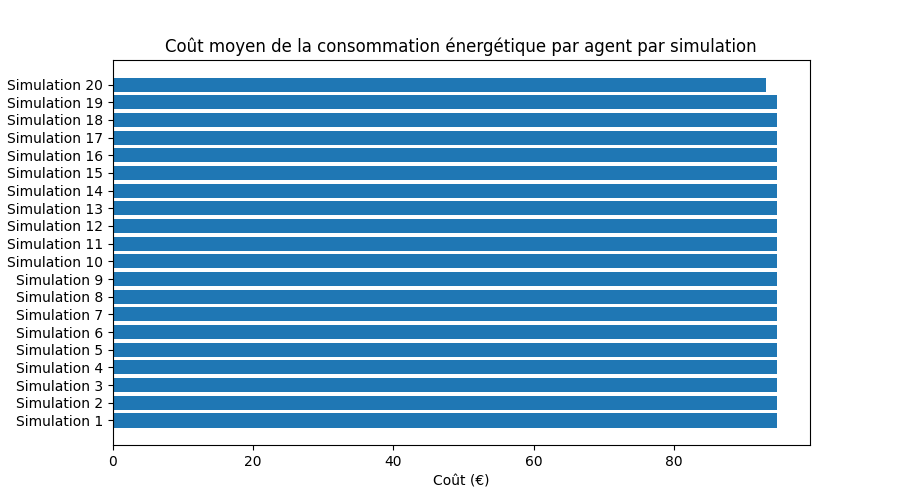 Coût moyen de la consommation énergétique par agent par simulation
Simulation 20
Simulation 19
Simulation 18
Simulation 17
Simulation 16
Simulation 15
Simulation 14
Simulation 13
Simulation 12
Simulation 11
Simulation 10
Simulation 9
Simulation 8
Simulation 7
Simulation 6
Simulation 5
Simulation 4
Simulation 3
Simulation 2
Simulation 1
0 20 40 60 80
Coût (€)